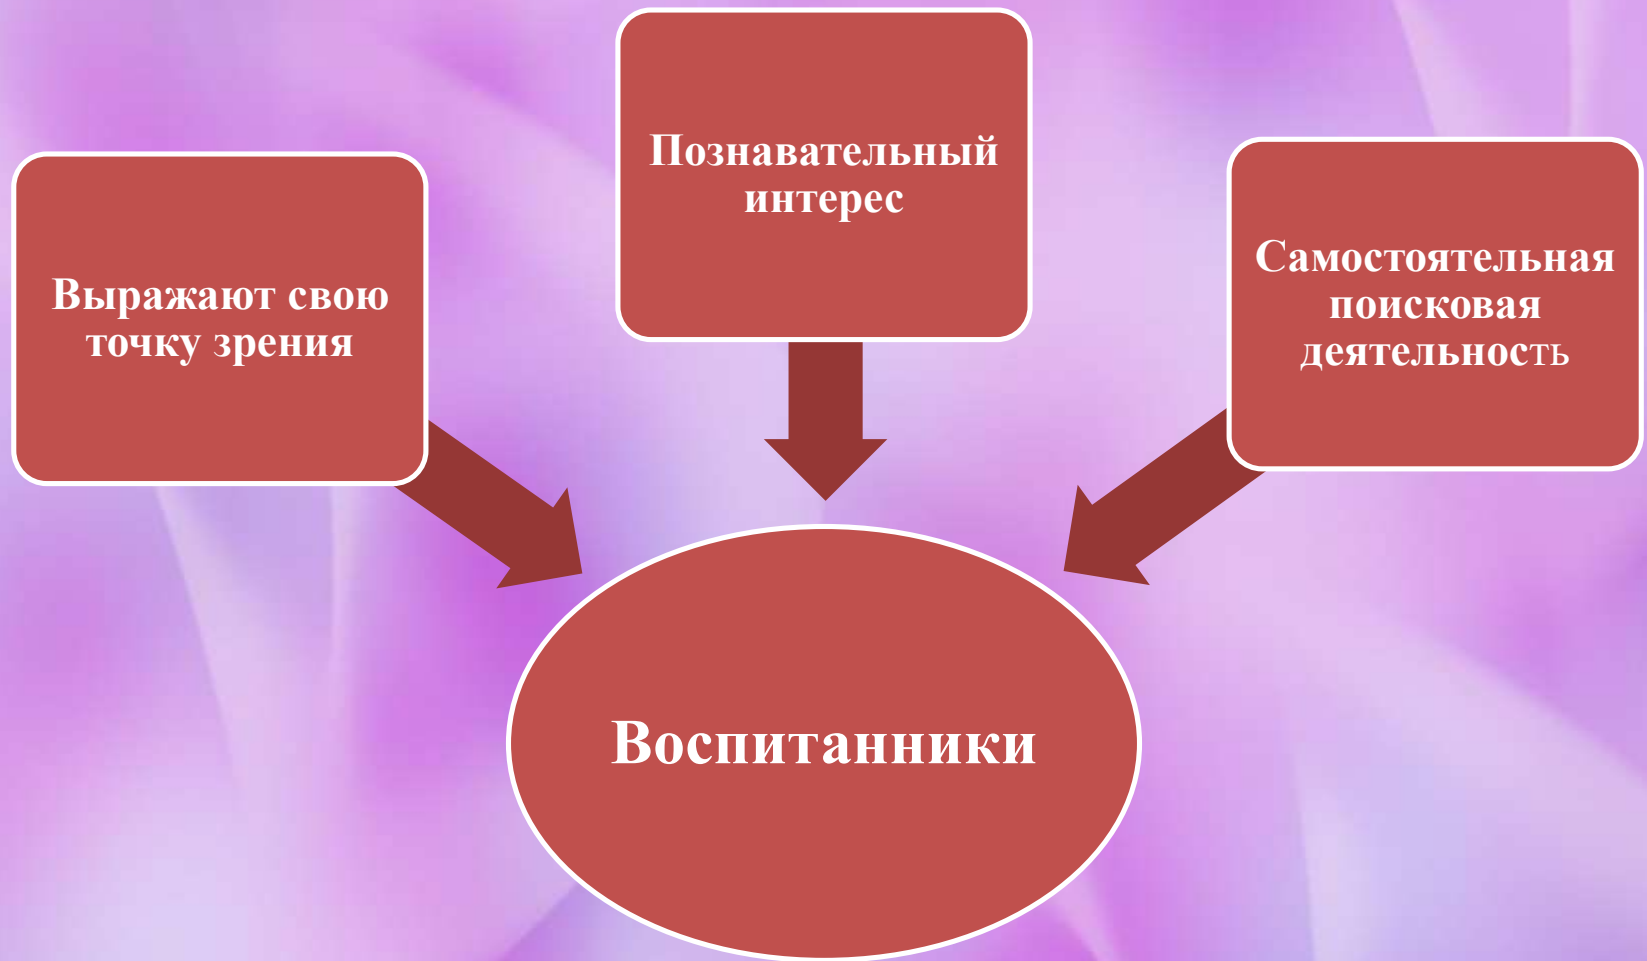 Выражают свою
точку зрения
Познавательный
интерес
Самостоятельная
поисковая
деятельность
Воспитанники